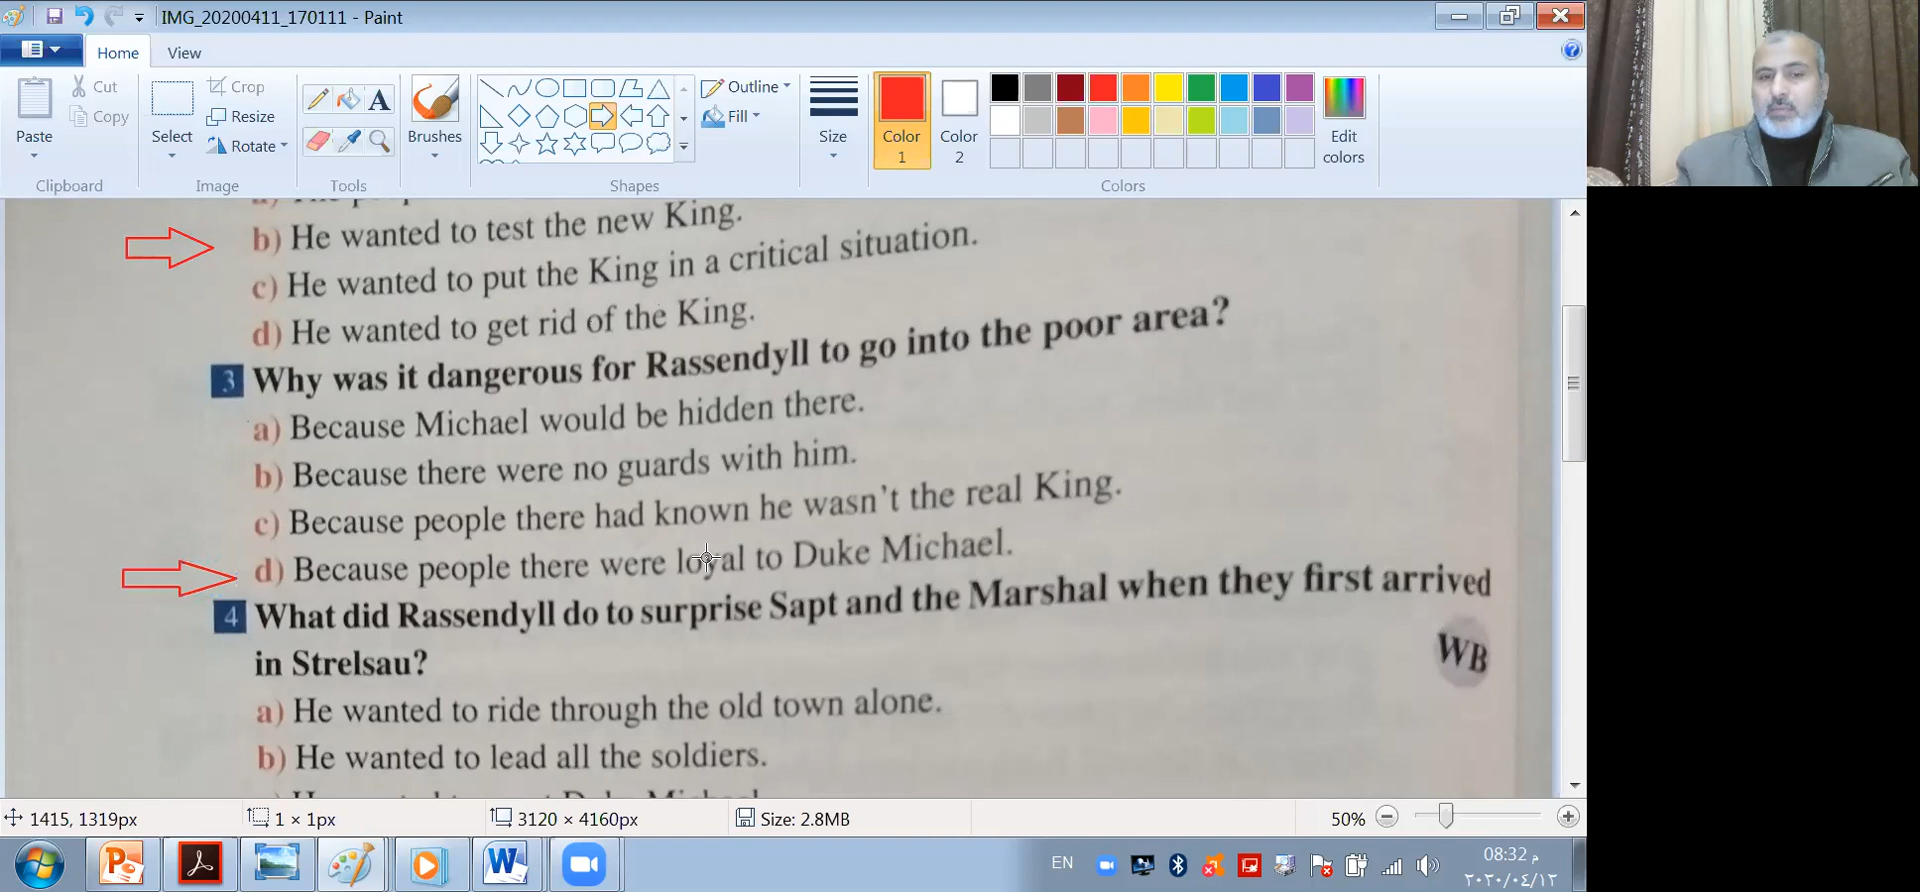 IMG_20200411_170111 - Paint
Home View
Paste
Cut
Copy
Clipboard
Select
Crop
Resize
Rotate
Image
Tools
Brushes
Shapes
Outline
Fill
Size
Color
1
Color
2
Edit
colors
Colors
b) He wanted to test the new King.
c) He wanted to put the King in a critical situation.
d) He wanted to get rid of the King.
3 Why was it dangerous for Rassendyll to go into the poor area?
a) Because Michael would be hidden there.
b) Because there were no guards with him.
c) Because people there had known he wasn't the real King.
d) Because people there were loyal to Duke Michael.
4 What did Rassendyll do to surprise Sapt and the Marshal when they first arrived
in Strelsau?
WB
a) He wanted to ride through the old town alone.
b) He wanted to lead all the soldiers.
1415, 1319px
1 × 1px
3120 × 4160px
Size: 2.8MB
50%
EN
08:32 م
٢٠٢٠/٠٤/١٢